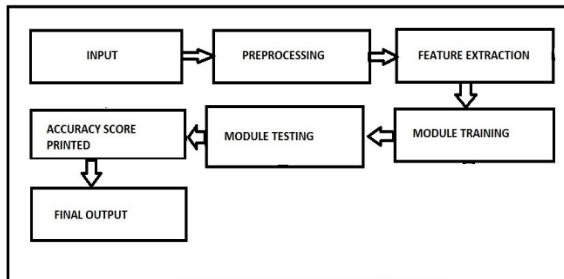 INPUT
PREPROCESSING
FEATURE EXTRACTION
MODULE TRAINING
MODULE TESTING
ACCURACY SCORE
PRINTED
FINAL OUTPUT